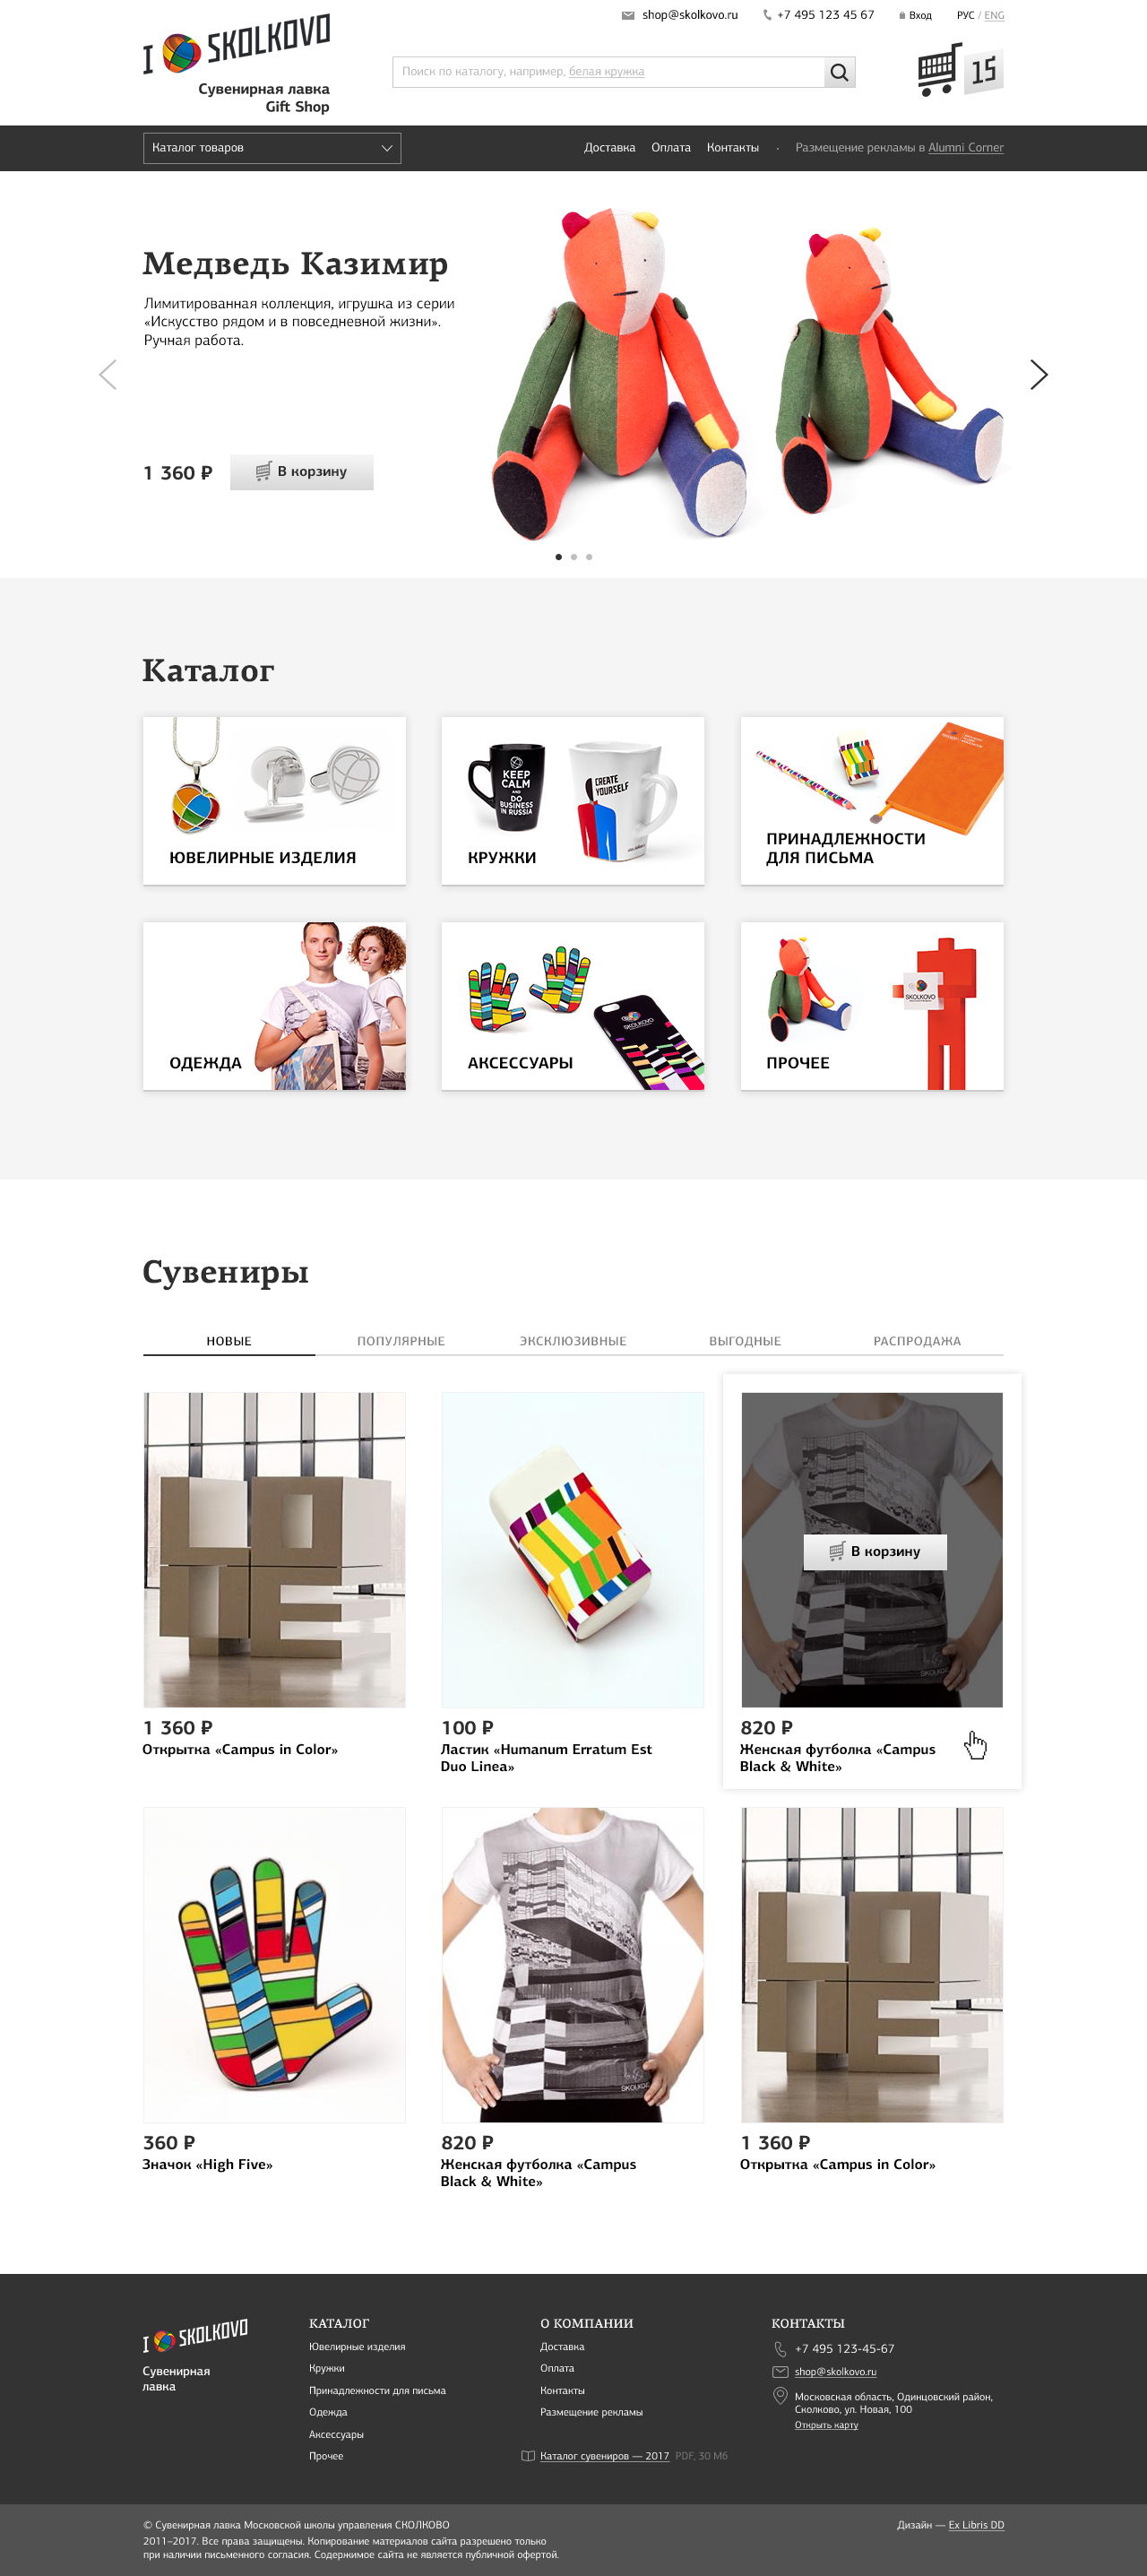 shop@skolkovo.ru +7 495 123 45 67 Вход РУС / ENG
I SKOLKOVO
Сувенирная лавка
Gift Shop
Поиск по каталогу, например, белая кружка
15
Каталог товаров
Доставка Оплата Контакты · Размещение рекламы в Alumni Corner
Медведь Казимир
Лимитированная коллекция, игрушка из серии
«Искусство рядом и в повседневной жизни».
Ручная работа.
1 360 ₽ В корзину
Каталог
ЮВЕЛИРНЫЕ ИЗДЕЛИЯ
KEEP
CALM
AND
DO
BUSINESS
IN RUSSIA
CREATE
YOURSELF
КРУЖКИ
ПРИНАДЛЕЖНОСТИ
ДЛЯ ПИСЬМА
ОДЕЖДА
SKOLKOVO
АКСЕССУАРЫ
SKOLKOVO
ПРОЧЕЕ
Сувениры
НОВЫЕ ПОПУЛЯРНЫЕ ЭКСКЛЮЗИВНЫЕ ВЫГОДНЫЕ РАСПРОДАЖА
В корзину
1 360 ₽
Открытка «Campus in Color»
100 ₽
Ластик «Humanum Erratum Est
Duo Linea»
820 ₽
Женская футболка «Campus
Black & White»
360 ₽
Значок «High Five»
820 ₽
Женская футболка «Campus
Black & White»
1 360 ₽
Открытка «Campus in Color»
I SKOLKOVO
Сувенирная
лавка
КАТАЛОГ
Ювелирные изделия
Кружки
Принадлежности для письма
Одежда
Аксессуары
Прочее
О КОМПАНИИ
Доставка
Оплата
Контакты
Размещение рекламы
Каталог сувениров — 2017 PDF, 30 Мб
КОНТАКТЫ
+7 495 123-45-67
shop@skolkovo.ru
Московская область, Одинцовский район,
Сколково, ул. Новая, 100
Открыть карту
© Сувенирная лавка Московской школы управления СКОЛКОВО
2011–2017. Все права защищены. Копирование материалов сайта разрешено только
при наличии письменного согласия. Содержимое сайта не является публичной офертой.
Дизайн — Ex Libris DD